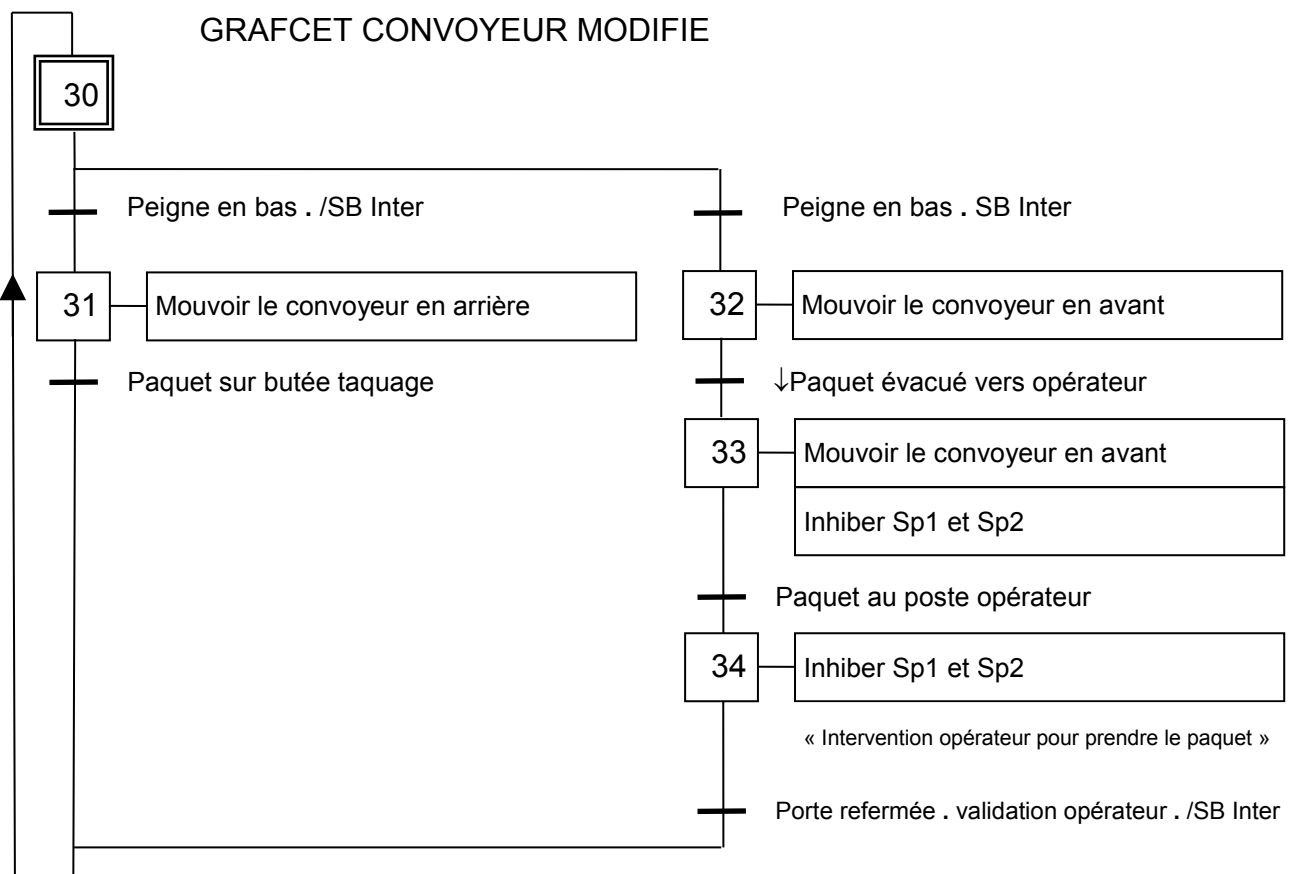 GRAFCET CONVOYEUR MODIFIE
30
Peigne en bas . /SB Inter
Peigne en bas . SB Inter
31
Mouvoir le convoyeur en arrière
32
Mouvoir le convoyeur en avant
Paquet sur butée taquage
↓Paquet évacué vers opérateur
33
Mouvoir le convoyeur en avant
Inhiber Sp1 et Sp2
Paquet au poste opérateur
34
Inhiber Sp1 et Sp2
« Intervention opérateur pour prendre le paquet »
Porte refermée . validation opérateur . /SB Inter